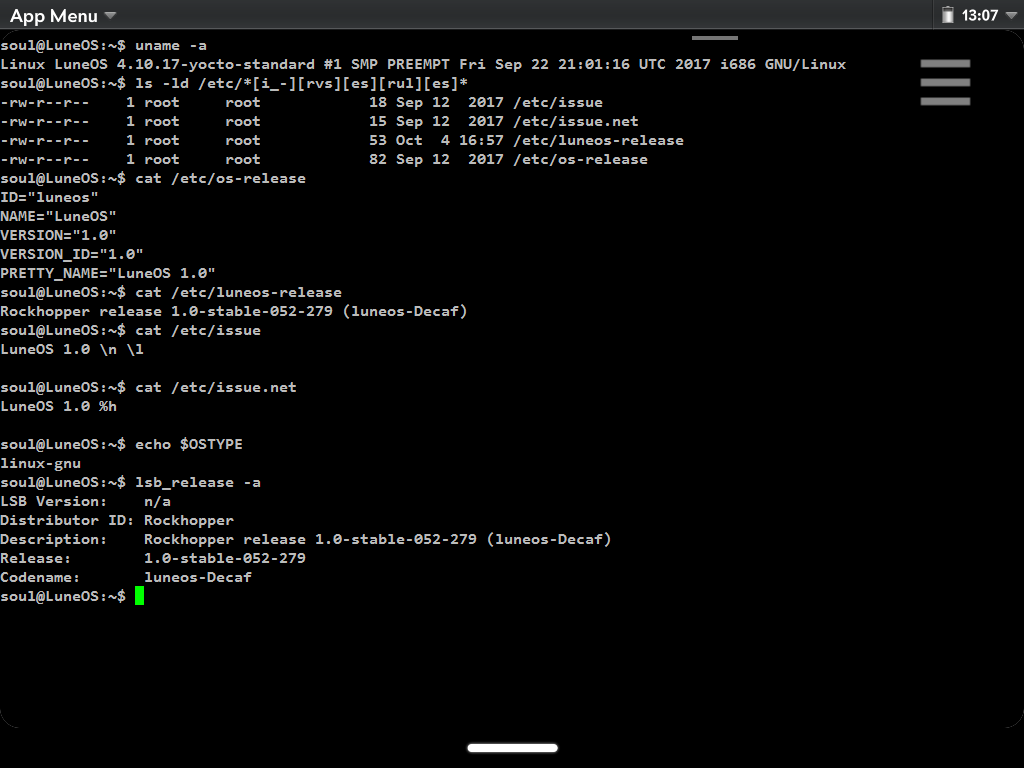 App Menu 13:07
soul@LuneOS:~$ uname -a
Linux LuneOS 4.10.17-yocto-standard #1 SMP PREEMPT Fri Sep 22 21:01:16 UTC 2017 i686 GNU/Linux
soul@LuneOS:~$ ls -ld /etc/*[i_-][rvs][es][rul][es]*
-rw-r--r--    1 root     root            18 Sep 12  2017 /etc/issue
-rw-r--r--    1 root     root            15 Sep 12  2017 /etc/issue.net
-rw-r--r--    1 root     root            53 Oct  4 16:57 /etc/luneos-release
-rw-r--r--    1 root     root            82 Sep 12  2017 /etc/os-release
soul@LuneOS:~$ cat /etc/os-release
ID="luneos"
NAME="LuneOS"
VERSION="1.0"
VERSION_ID="1.0"
PRETTY_NAME="LuneOS 1.0"
soul@LuneOS:~$ cat /etc/luneos-release
Rockhopper release 1.0-stable-052-279 (luneos-Decaf)
soul@LuneOS:~$ cat /etc/issue
LuneOS 1.0 \n \l
soul@LuneOS:~$ cat /etc/issue.net
LuneOS 1.0 %h
soul@LuneOS:~$ echo $OSTYPE
linux-gnu
soul@LuneOS:~$ lsb_release -a
LSB Version:    n/a
Distributor ID: Rockhopper
Description:    Rockhopper release 1.0-stable-052-279 (luneos-Decaf)
Release:        1.0-stable-052-279
Codename:       luneos-Decaf
soul@LuneOS:~$